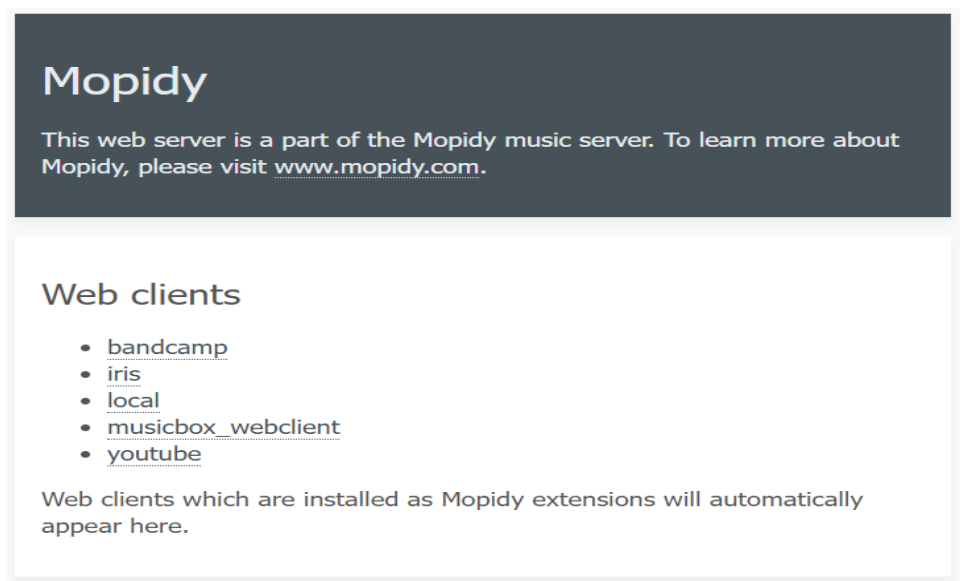 Mopidy
This web server is a part of the Mopidy music server. To learn more about
Mopidy, please visit www.mopidy.com.
Web clients
bandcamp
iris
local
musicbox_webclient
youtube
Web clients which are installed as Mopidy extensions will automatically
appear here.